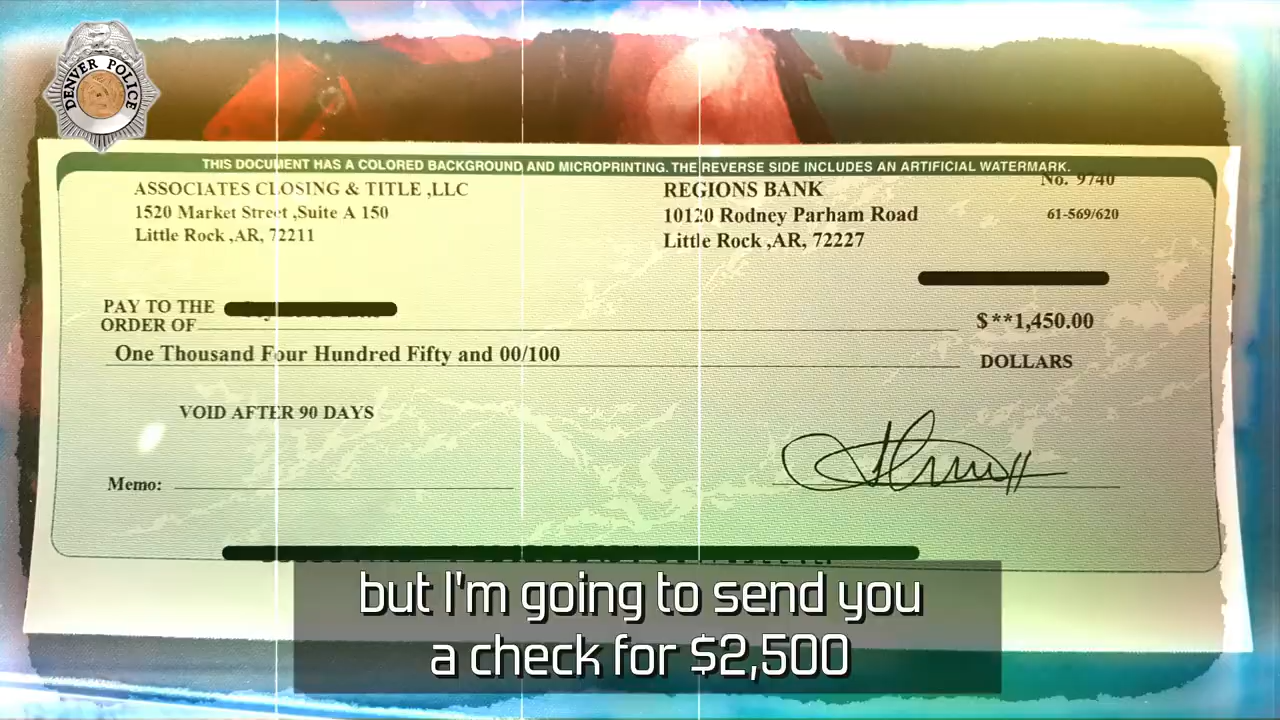 DENVER POLICE
THIS DOCUMENT HAS A COLORED BACKGROUND AND MICROPRINTING. THE REVERSE SIDE INCLUDES AN ARTIFICIAL WATERMARK.
ASSOCIATES CLOSING & TITLE ,LLC
1520 Market Street ,Suite A 150
Little Rock ,AR, 72211
REGIONS BANK
10120 Rodney Parham Road
Little Rock ,AR, 72227
No. 9740
61-569/620
PAY TO THE
ORDER OF
$**1,450.00
One Thousand Four Hundred Fifty and 00/100
DOLLARS
VOID AFTER 90 DAYS
Memo:
but I'm going to send you
a check for $2,500